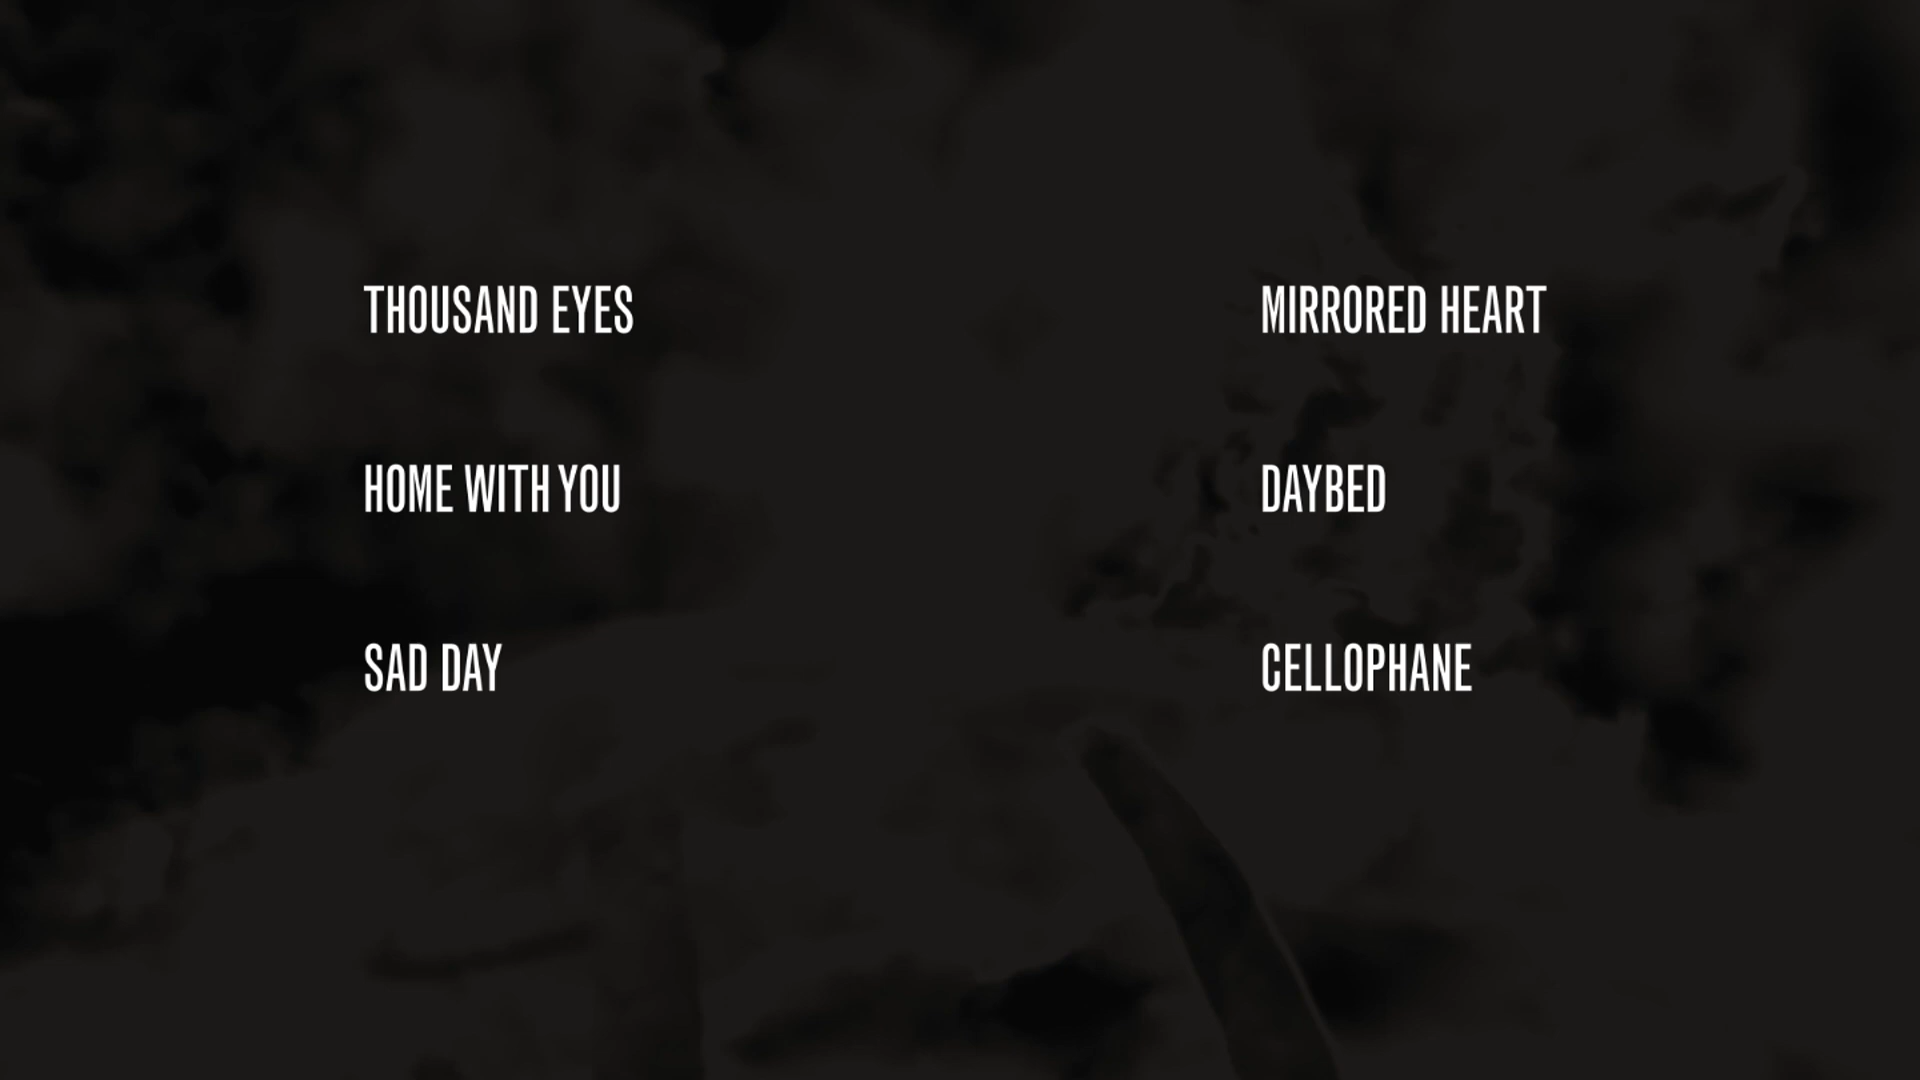 THOUSAND EYES
HOME WITH YOU
SAD DAY
MIRRORED HEART
DAYBED
CELLOPHANE